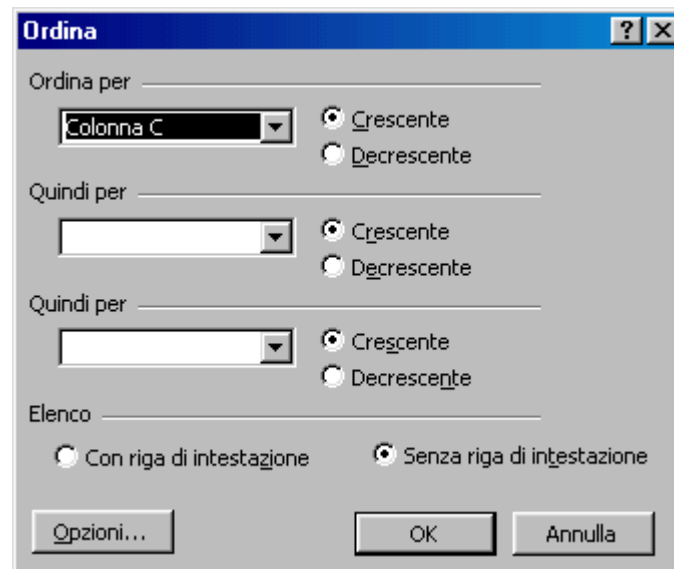 Ordina
Ordina per
Colonna C
Crescente
Decrescente
Quindi per
Crescente
Decrescente
Quindi per
Crescente
Decrescente
Elenco
Con riga di intestazione
Senza riga di intestazione
Opzioni...
OK
Annulla